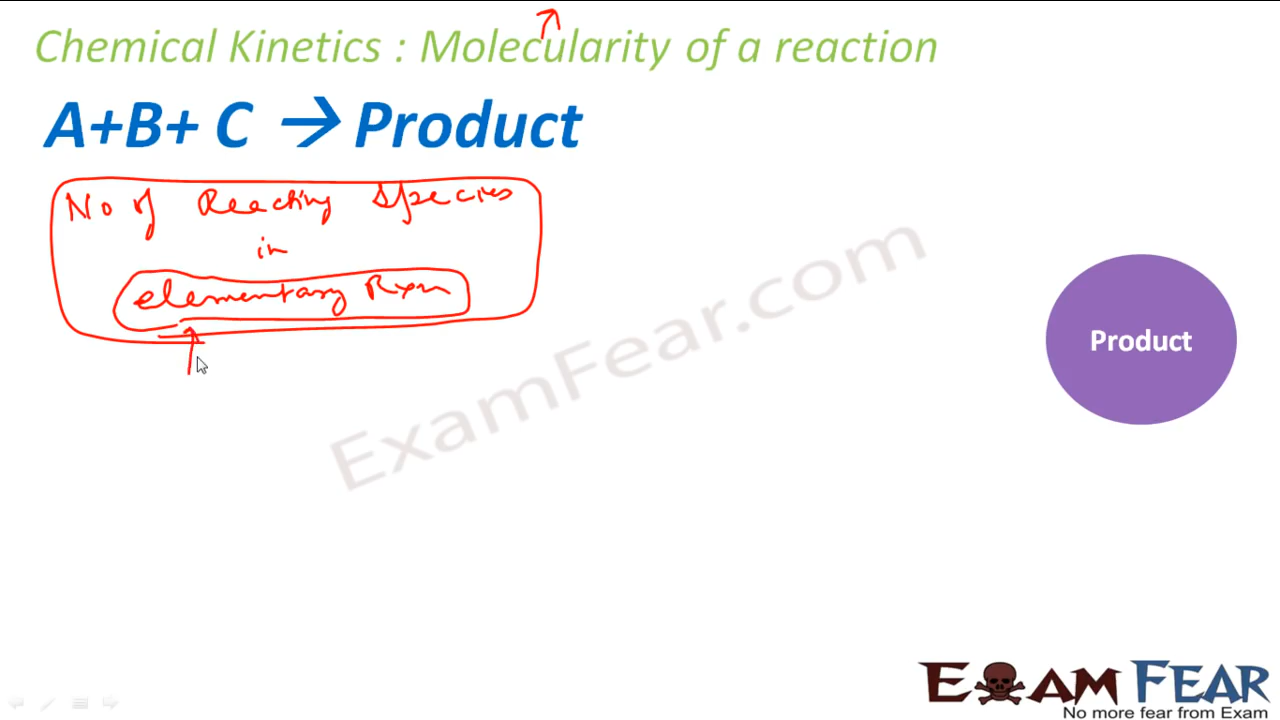 Chemical Kinetics : Molecularity of a reaction
A+B+ C → Product
No of Reacting Species
in
elementary Rxn
ExamFear.com
Product
EXAM FEAR
No more fear from Exam